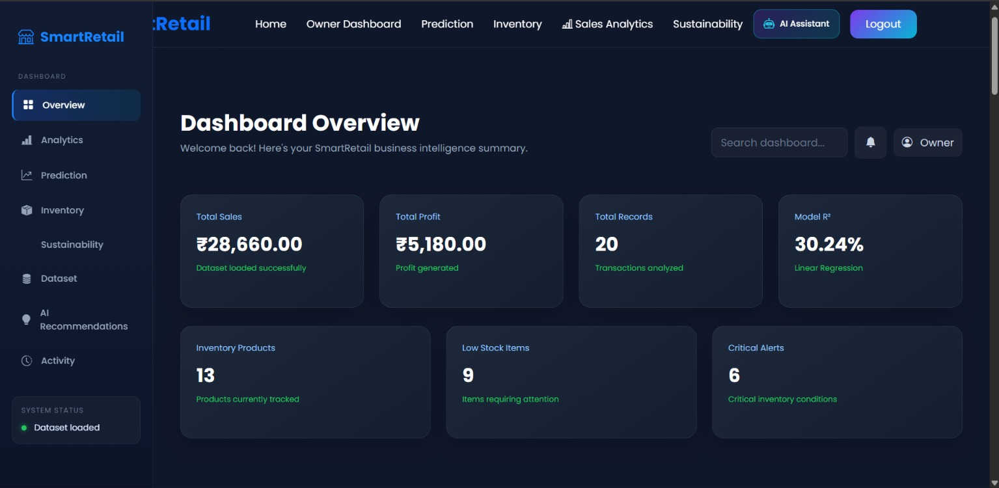 SmartRetail
DASHBOARD
Overview
Analytics
Prediction
Inventory
Sustainability
Dataset
AI
Recommendations
Activity
SYSTEM STATUS
Dataset loaded
tRetail Home Owner Dashboard Prediction Inventory Sales Analytics Sustainability AI Assistant Logout
Dashboard Overview
Welcome back! Here's your SmartRetail business intelligence summary.
Search dashboard... Owner
Total Sales
₹28,660.00
Dataset loaded successfully
Total Profit
₹5,180.00
Profit generated
Total Records
20
Transactions analyzed
Model R²
30.24%
Linear Regression
Inventory Products
13
Products currently tracked
Low Stock Items
9
Items requiring attention
Critical Alerts
6
Critical inventory conditions